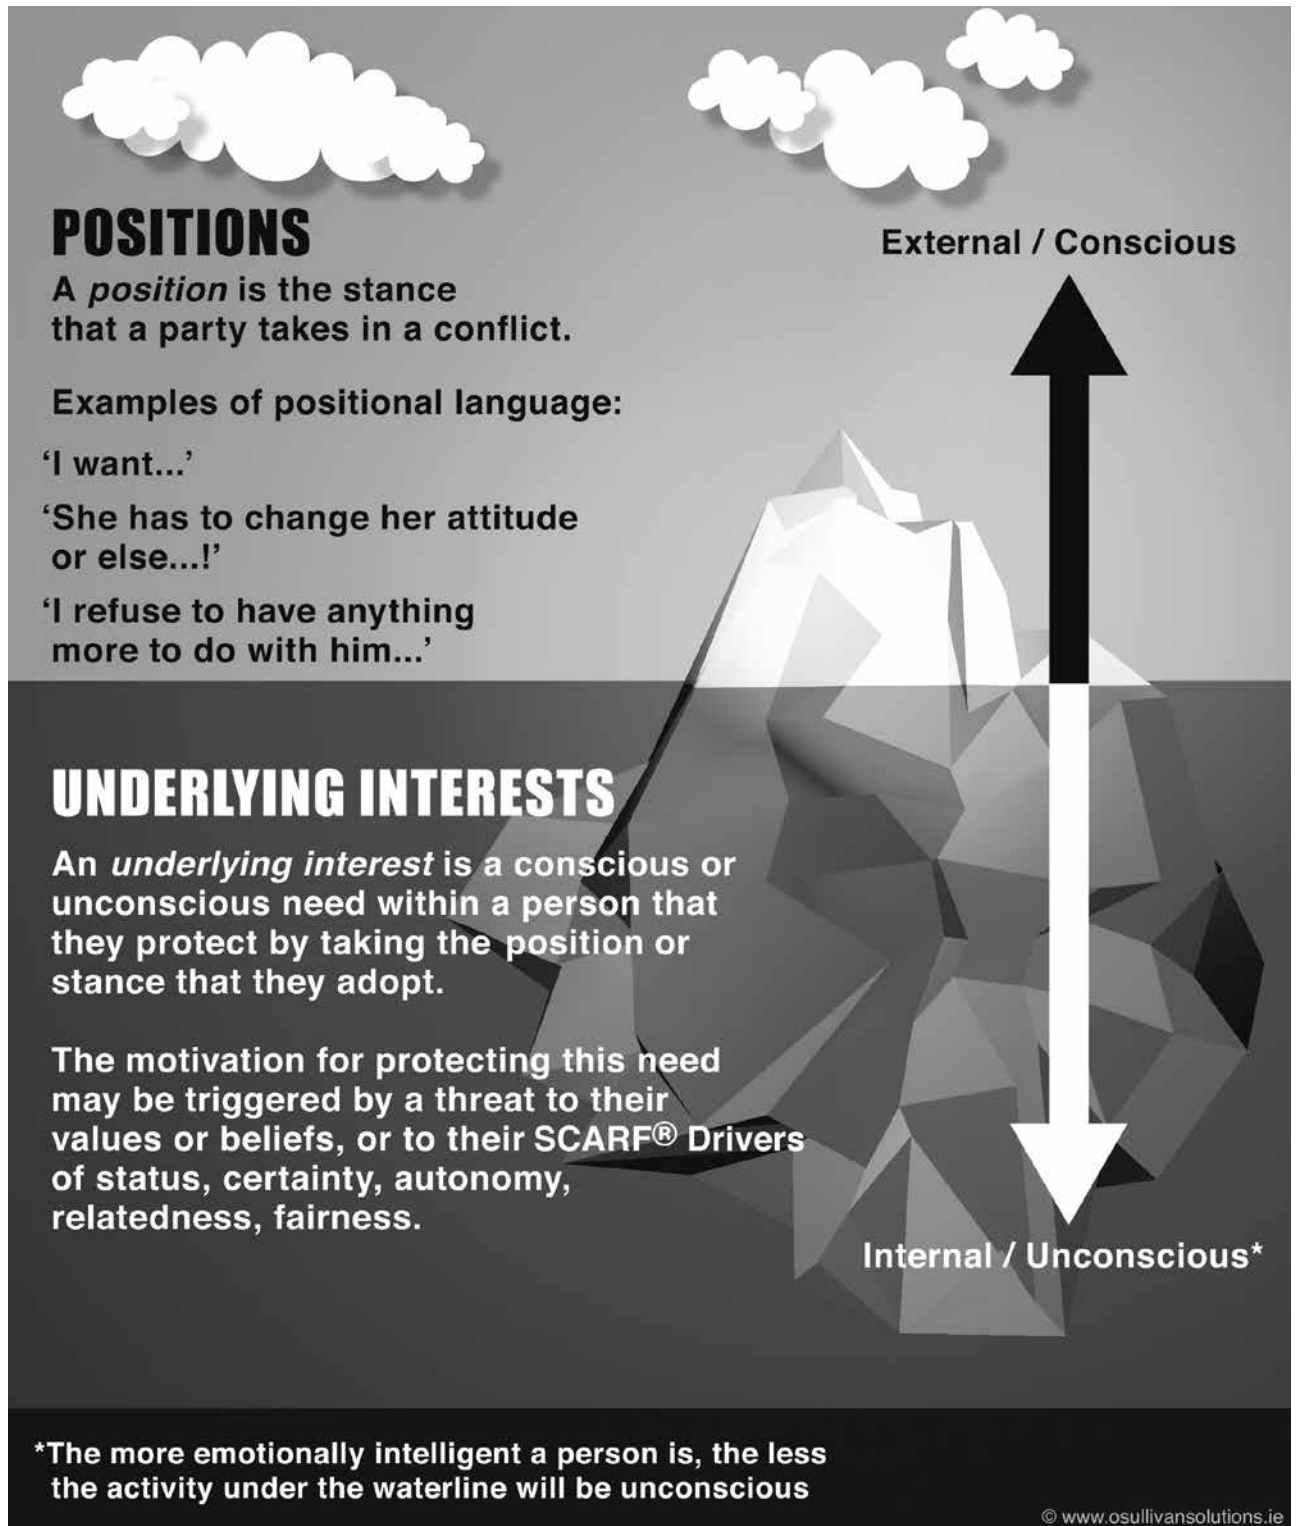 POSITIONS
A position is the stance
that a party takes in a conflict.
Examples of positional language:
‘I want...’
‘She has to change her attitude
or else...!’
‘I refuse to have anything
more to do with him...’
External / Conscious
UNDERLYING INTERESTS
An underlying interest is a conscious or
unconscious need within a person that
they protect by taking the position or
stance that they adopt.
The motivation for protecting this need
may be triggered by a threat to their
values or beliefs, or to their SCARF® Drivers
of status, certainty, autonomy,
relatedness, fairness.
Internal / Unconscious*
*The more emotionally intelligent a person is, the less
the activity under the waterline will be unconscious
© www.osullivansolutions.ie